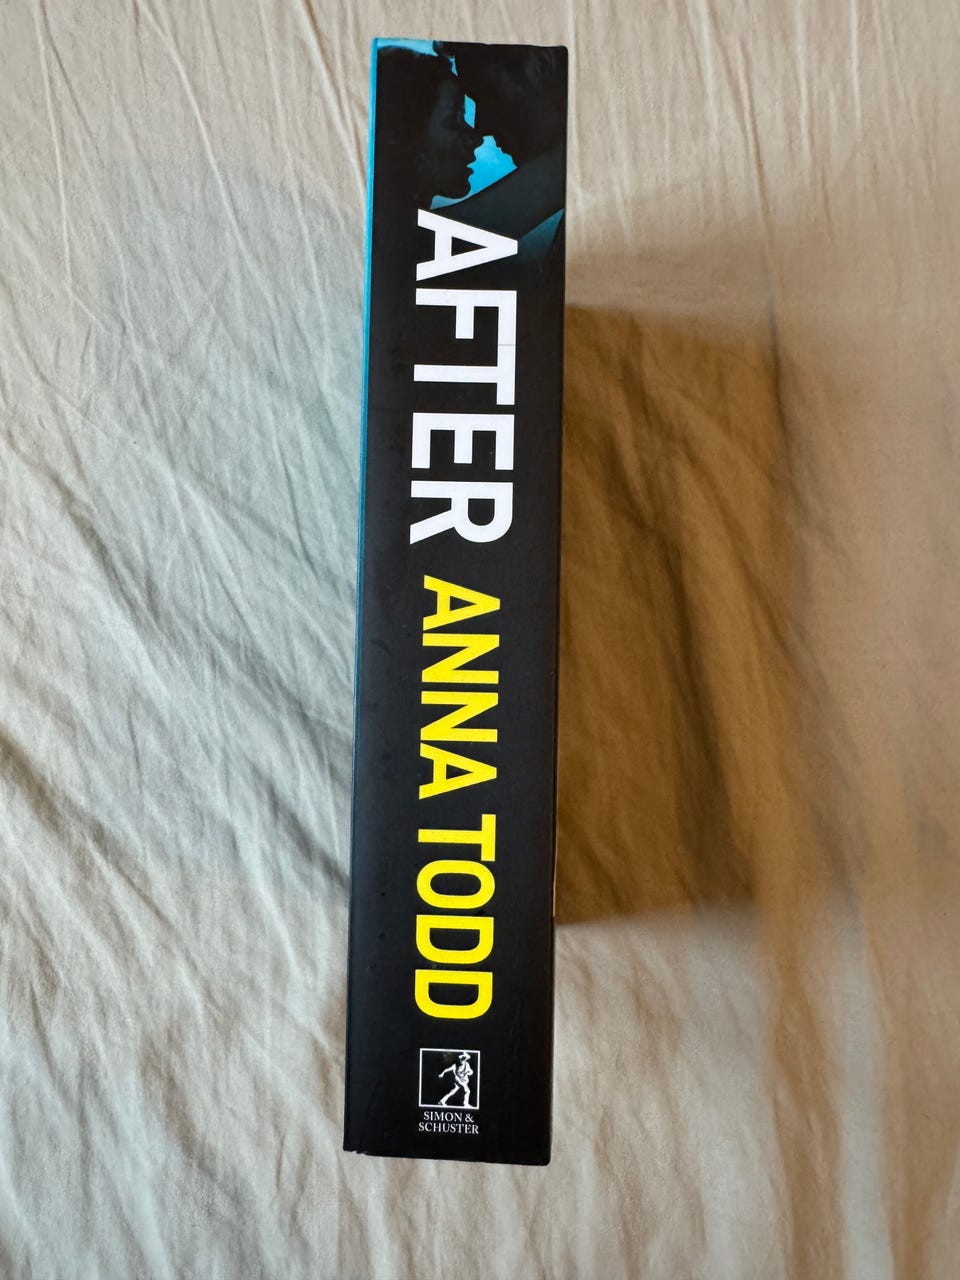 AFTER ANNA TODD
SIMON &
SCHUSTER